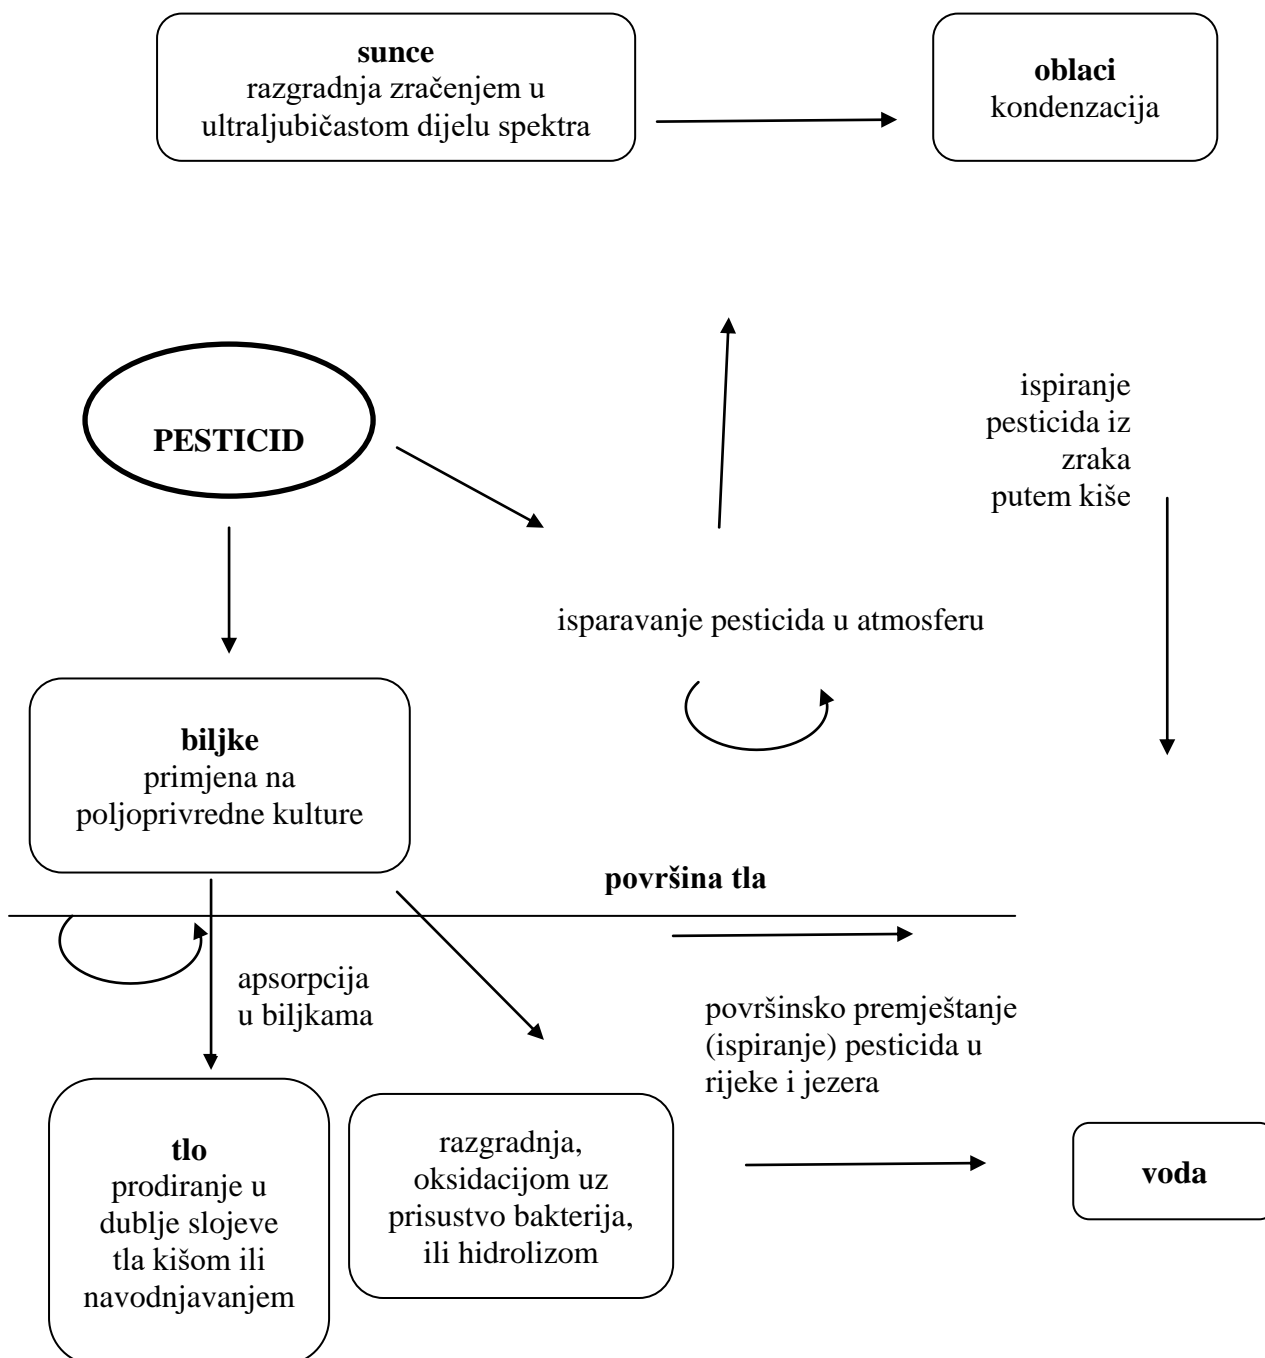 sunce
razgradnja zračenjem u
ultraljubičastom dijelu spektra
oblaci
kondenzacija
PESTICID
ispiranje
pesticida iz
zraka
putem kiše
isparavanje pesticida u atmosferu
biljke
primjena na
poljoprivredne kulture
površina tla
apsorpcija
u biljkama
površinsko premještanje
(ispiranje) pesticida u
rijeke i jezera
tlo
prodiranje u
dublje slojeve
tla kišom ili
navodnjavanjem
razgradnja,
oksidacijom uz
prisustvo bakterija,
ili hidrolizom
voda